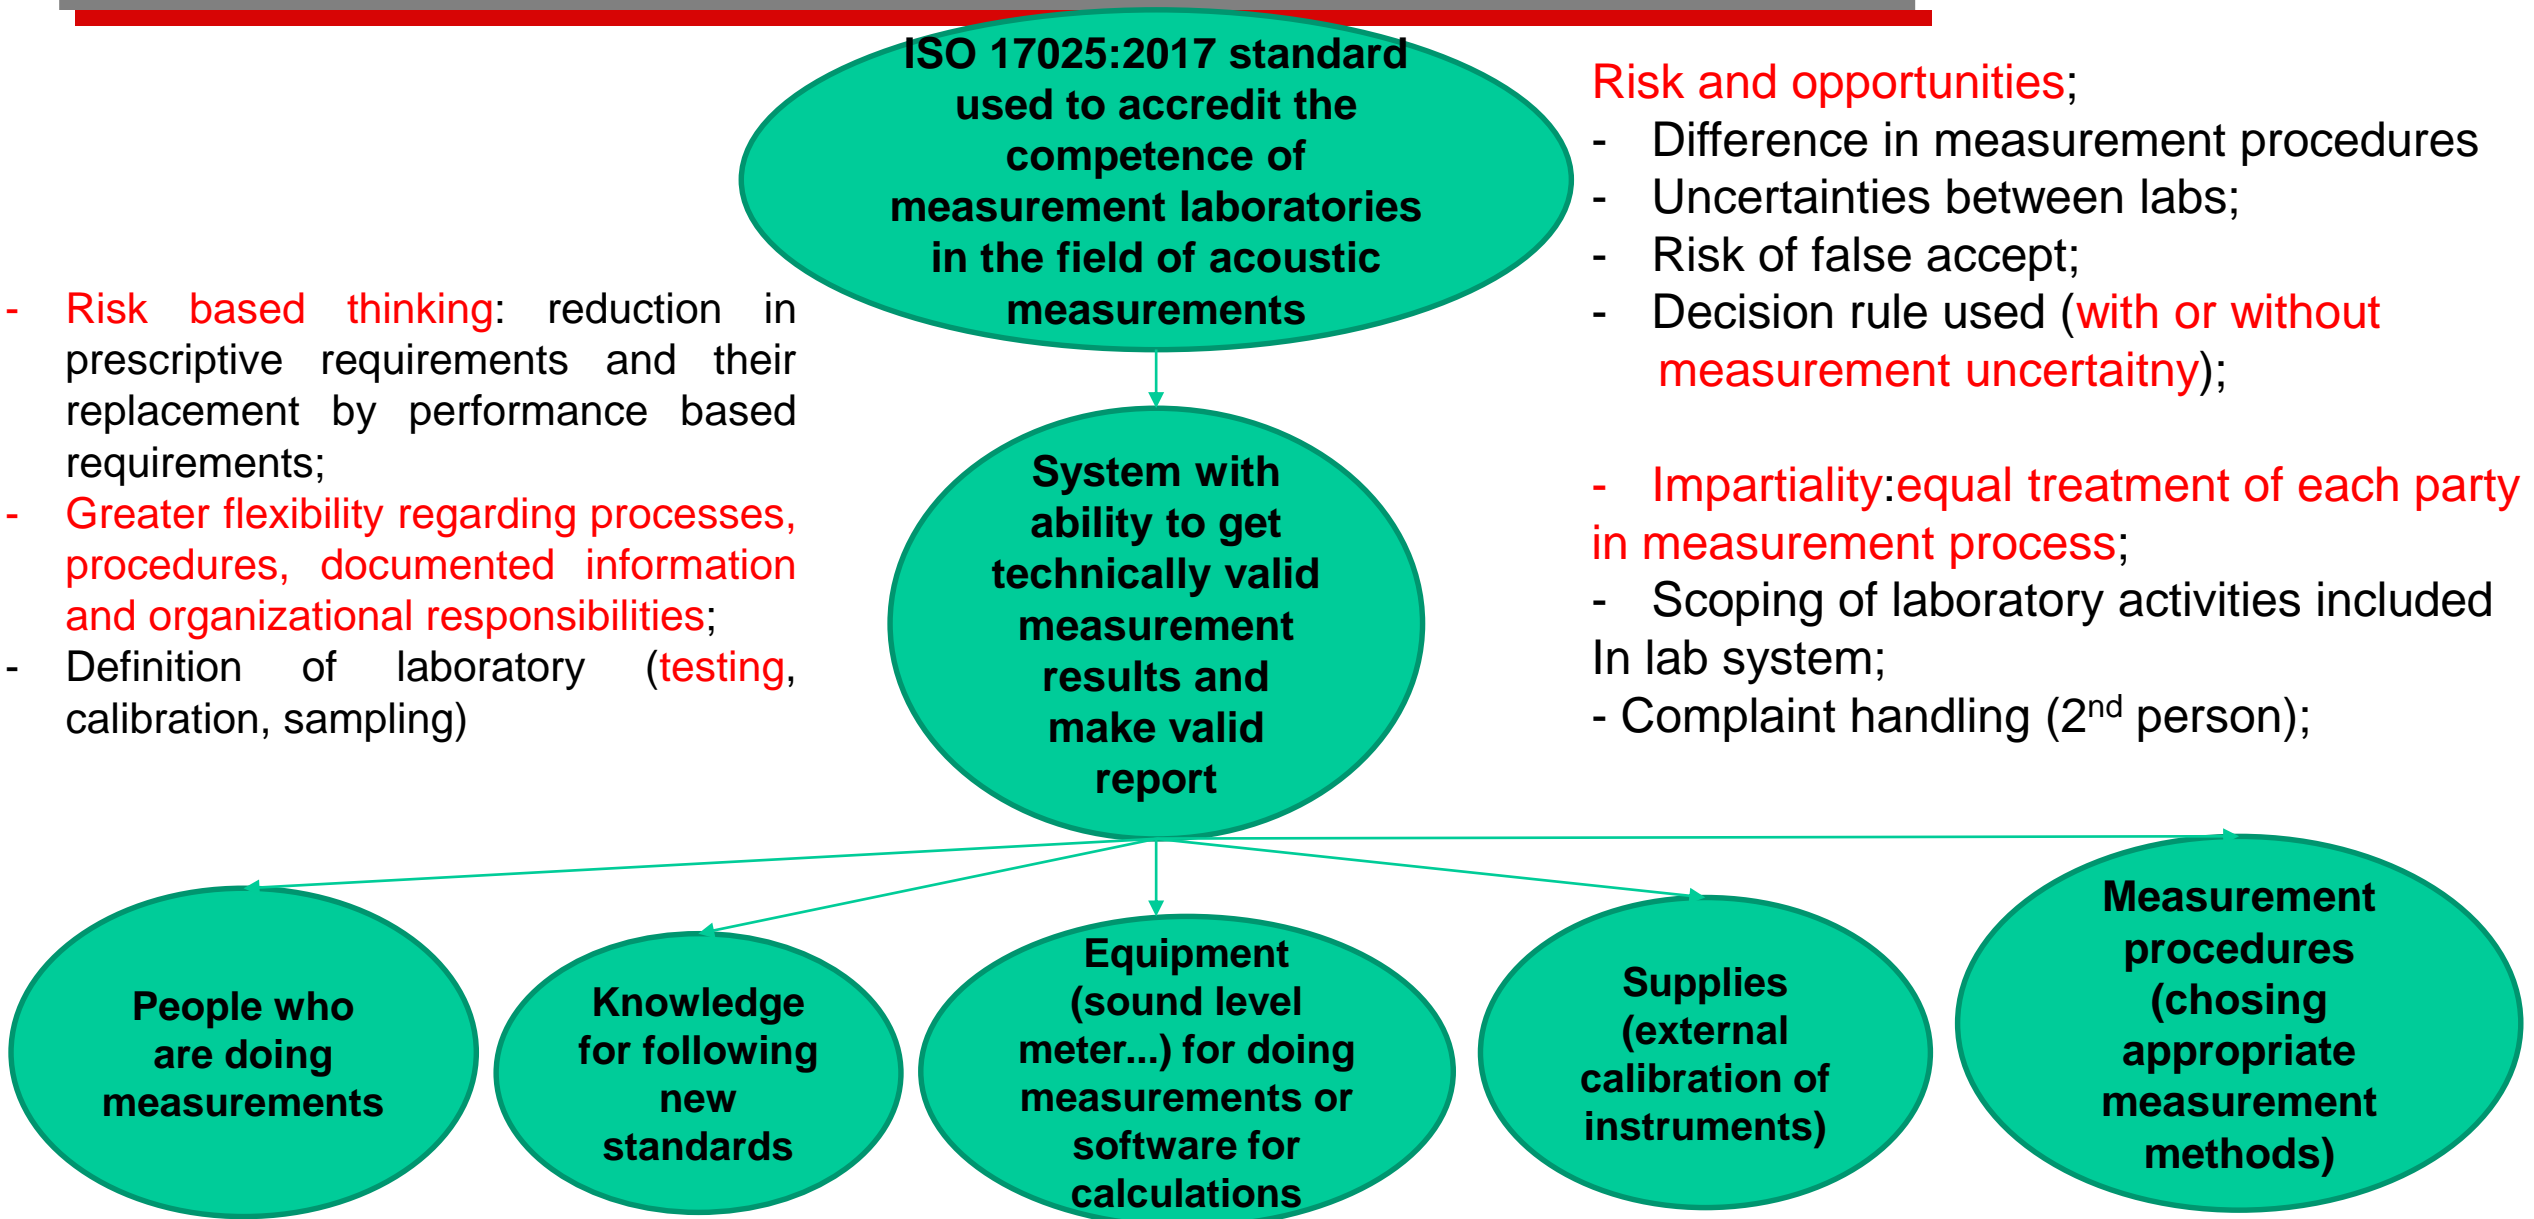 ISO 17025:2017 standard
used to accredit the
competence of
measurement laboratories
in the field of acoustic
measurements
- Risk based thinking: reduction in
prescriptive requirements and their
replacement by performance based
requirements;
- Greater flexibility regarding processes,
procedures, documented information
and organizational responsibilities;
- Definition of laboratory (testing,
calibration, sampling)
Risk and opportunities;
- Difference in measurement procedures
- Uncertainties between labs;
- Risk of false accept;
- Decision rule used (with or without
measurement uncertaitny);
- Impartiality:equal treatment of each party
in measurement process;
- Scoping of laboratory activities included
In lab system;
- Complaint handling (2nd person);
System with
ability to get
technically valid
measurement
results and
make valid
report
People who
are doing
measurements
Knowledge
for following
new
standards
Equipment
(sound level
meter...) for doing
measurements or
software for
calculations
Supplies
(external
calibration of
instruments)
Measurement
procedures
(chosing
appropriate
measurement
methods)